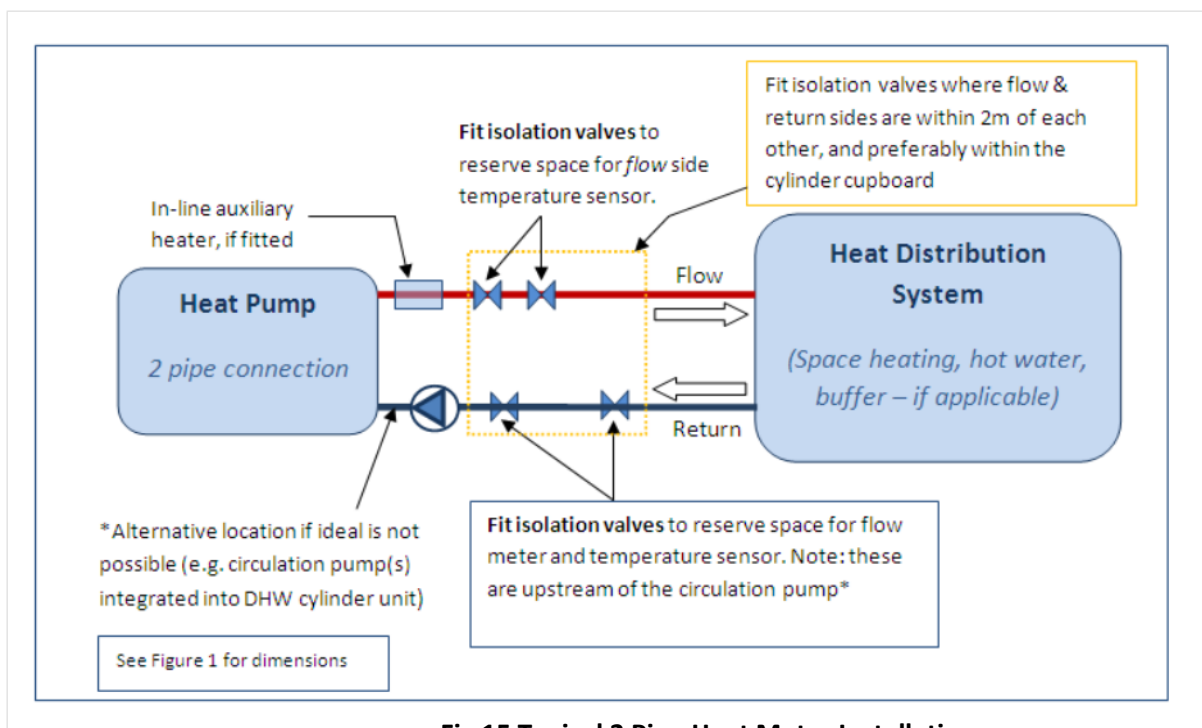 Fit isolation valves where flow &
return sides are within 2m of each
other, and preferably within the
cylinder cupboard
Fit isolation valves to
reserve space for flow side
temperature sensor.
In-line auxiliary
heater, if fitted
Heat Pump
2 pipe connection
Flow
Return
Heat Distribution
System
(Space heating, hot water,
buffer – if applicable)
*Alternative location if ideal is not
possible (e.g. circulation pump(s)
integrated into DHW cylinder unit)
Fit isolation valves to reserve space for flow
meter and temperature sensor. Note: these
are upstream of the circulation pump*
See Figure 1 for dimensions